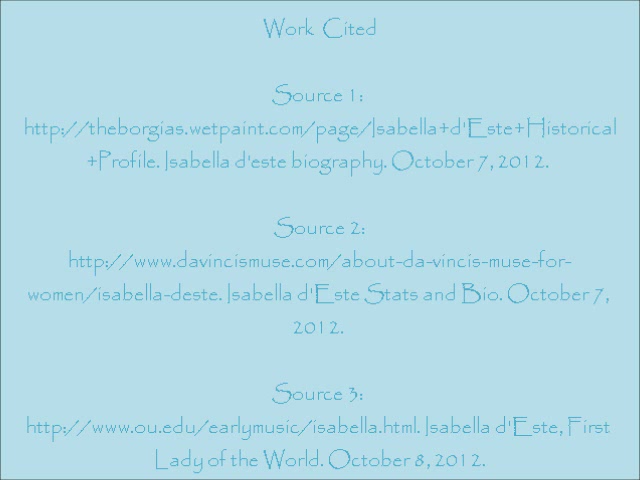 Work Cited
Source 1:
http://theborgias.wetpaint.com/page/Isabella+d'Este+Historical
+Profile. Isabella d'este biography. October 7, 2012.
Source 2:
http://www.davincismuse.com/about-da-vincis-muse-for-
women/isabella-deste. Isabella d'Este Stats and Bio. October 7,
2012.
Source 3:
http://www.ou.edu/earlymusic/isabella.html. Isabella d'Este, First
Lady of the World. October 8, 2012.